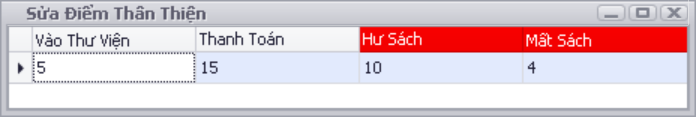 Sửa Điểm Thân Thiện
Vào Thư Viện Thanh Toán Hư Sách Mất Sách
5 15 10 4